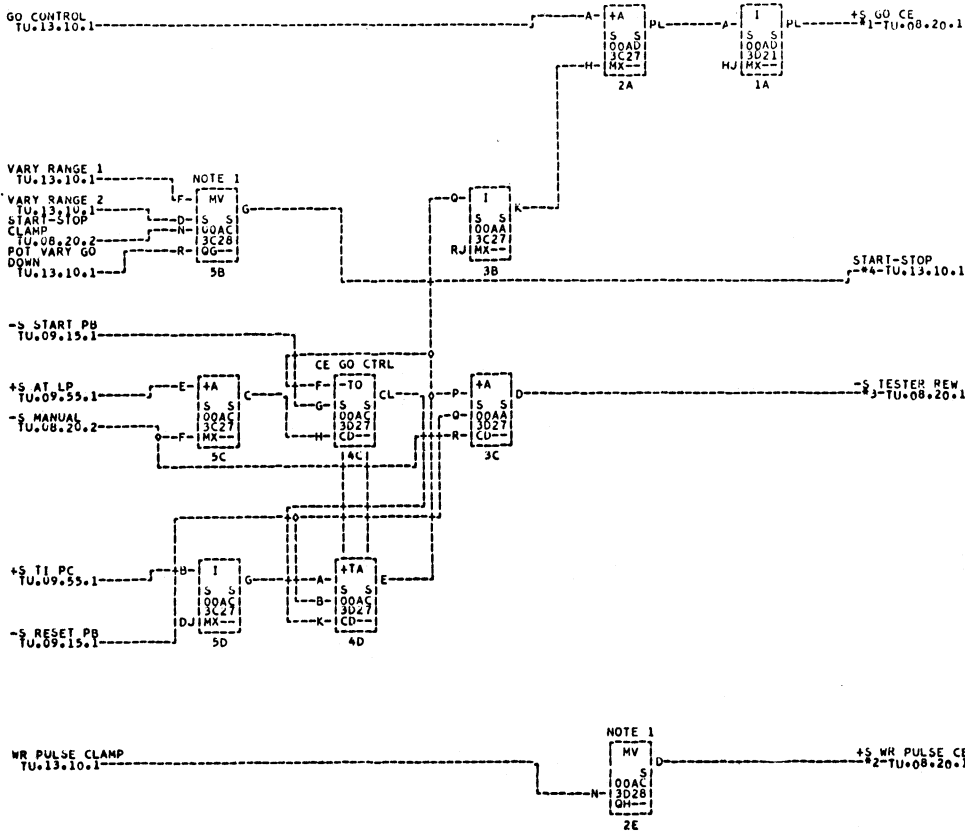 GO CONTROL
TU.13.10.1
A +A PL A I PL
+S GO CE
*1-TU.08.20.1
S S
00AD
3C27
H MX--
2A
S S
00AD
3D21
HJ MX--
1A
VARY RANGE 1
TU.13.10.1
VARY RANGE 2
TU.13.10.1
START-STOP
CLAMP
TU.08.20.2
POT VARY GO
DOWN
TU.13.10.1
NOTE 1
F MV G
D S S
N 00AC
3C28
R QG--
5B
Q I K
S S
00AA
3C27
RJ MX--
3B
START-STOP
*4-TU.13.10.1
-S START PB
TU.09.15.1
+S AT LP
TU.09.55.1
-S MANUAL
TU.08.20.2
E +A C
S S
00AC
3C27
F MX--
5C
CE GO CTRL
F -TO CL
G S S
00AC
3D27
H CD--
4C
P +A D
Q S S
00AA
3D27
R CD--
3C
-S TESTER REW
*3-TU.08.20.1
+S TI PC
TU.09.55.1
-S RESET PB
TU.09.15.1
B I G
S S
00AC
3C27
DJ MX--
5D
A +TA E
S S
B 00AC
3D27
K CD--
4D
WR PULSE CLAMP
TU.13.10.1
NOTE 1
MV D
S
00AC
3D28
N QH--
2E
+S WR PULSE CE
*2-TU.08.20.1